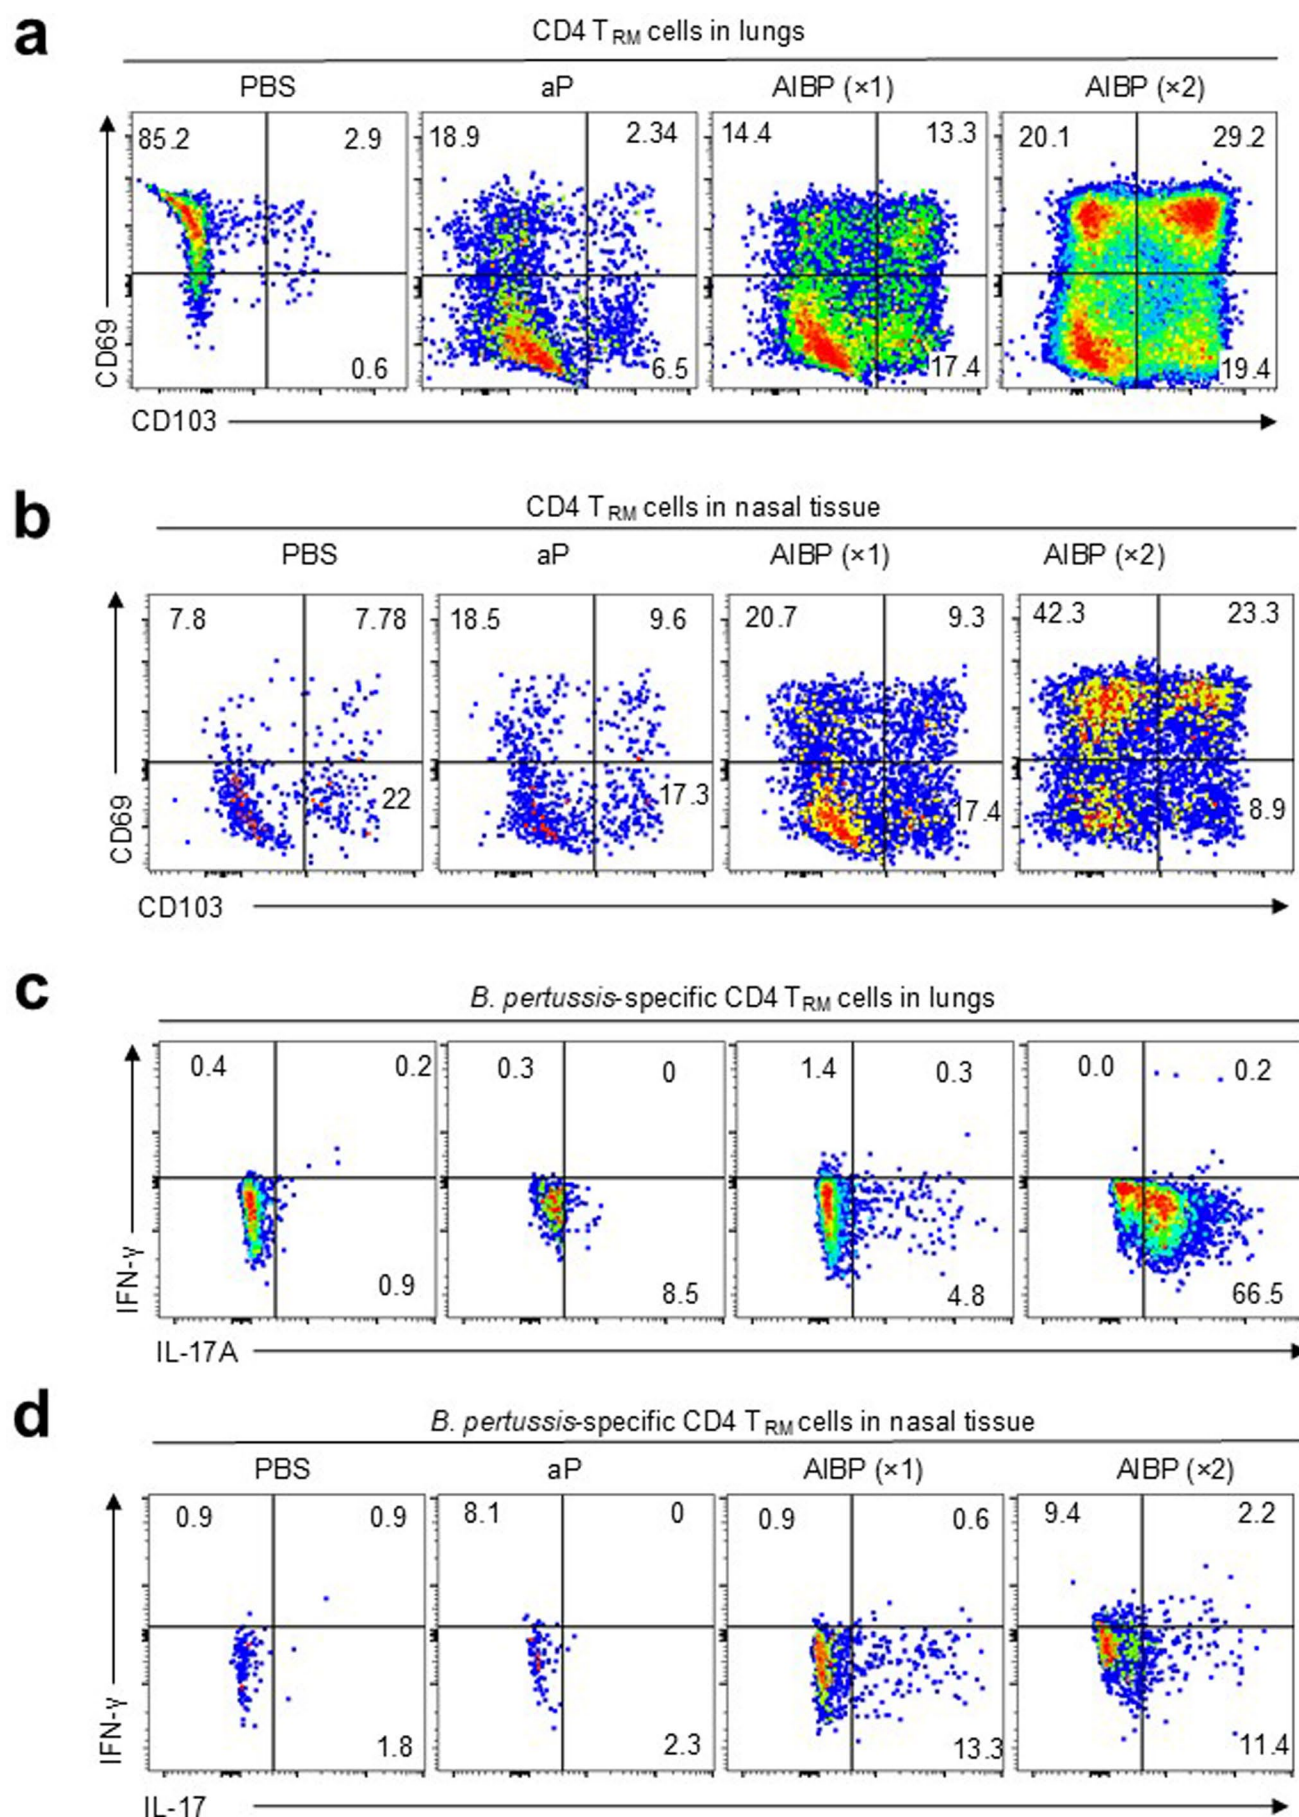 a
CD4 TRM cells in lungs
PBS aP AIBP (×1) AIBP (×2)
85.2 2.9 18.9 2.34 14.4 13.3 20.1 29.2
CD69
0.6 6.5 17.4 19.4
CD103
b
CD4 TRM cells in nasal tissue
PBS aP AIBP (×1) AIBP (×2)
7.8 7.78 18.5 9.6 20.7 9.3 42.3 23.3
CD69
22 17.3 17.4 8.9
CD103
c
B. pertussis-specific CD4 TRM cells in lungs
0.4 0.2 0.3 0 1.4 0.3 0.0 0.2
IFN-γ
0.9 8.5 4.8 66.5
IL-17A
d
B. pertussis-specific CD4 TRM cells in nasal tissue
PBS aP AIBP (×1) AIBP (×2)
0.9 0.9 8.1 0 0.9 0.6 9.4 2.2
IFN-γ
1.8 2.3 13.3 11.4
IL-17